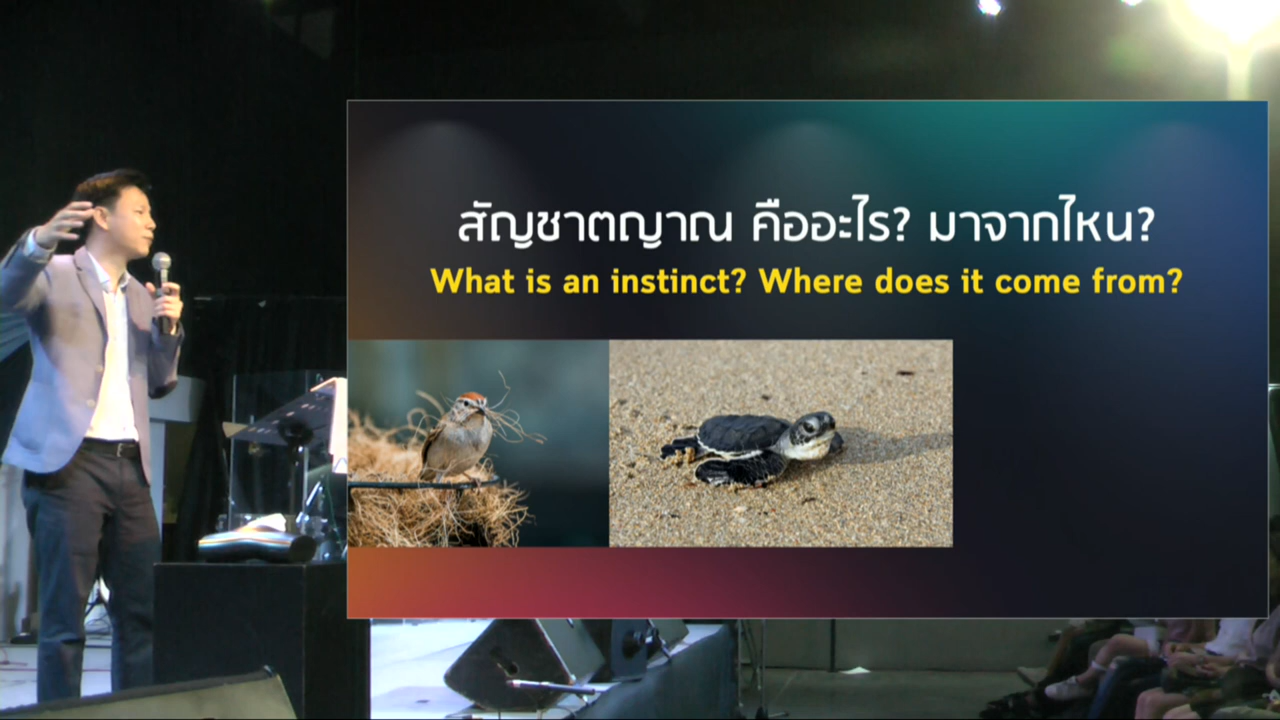 สัญชาตญาณ คืออะไร? มาจากไหน?
What is an instinct? Where does it come from?